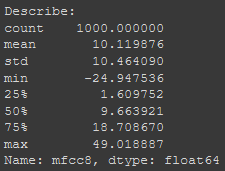 Describe:
count    1000.000000
mean       10.119876
std        10.464090
min       -24.947536
25%         1.609752
50%         9.663921
75%        18.708670
max        49.018887
Name: mfcc8, dtype: float64